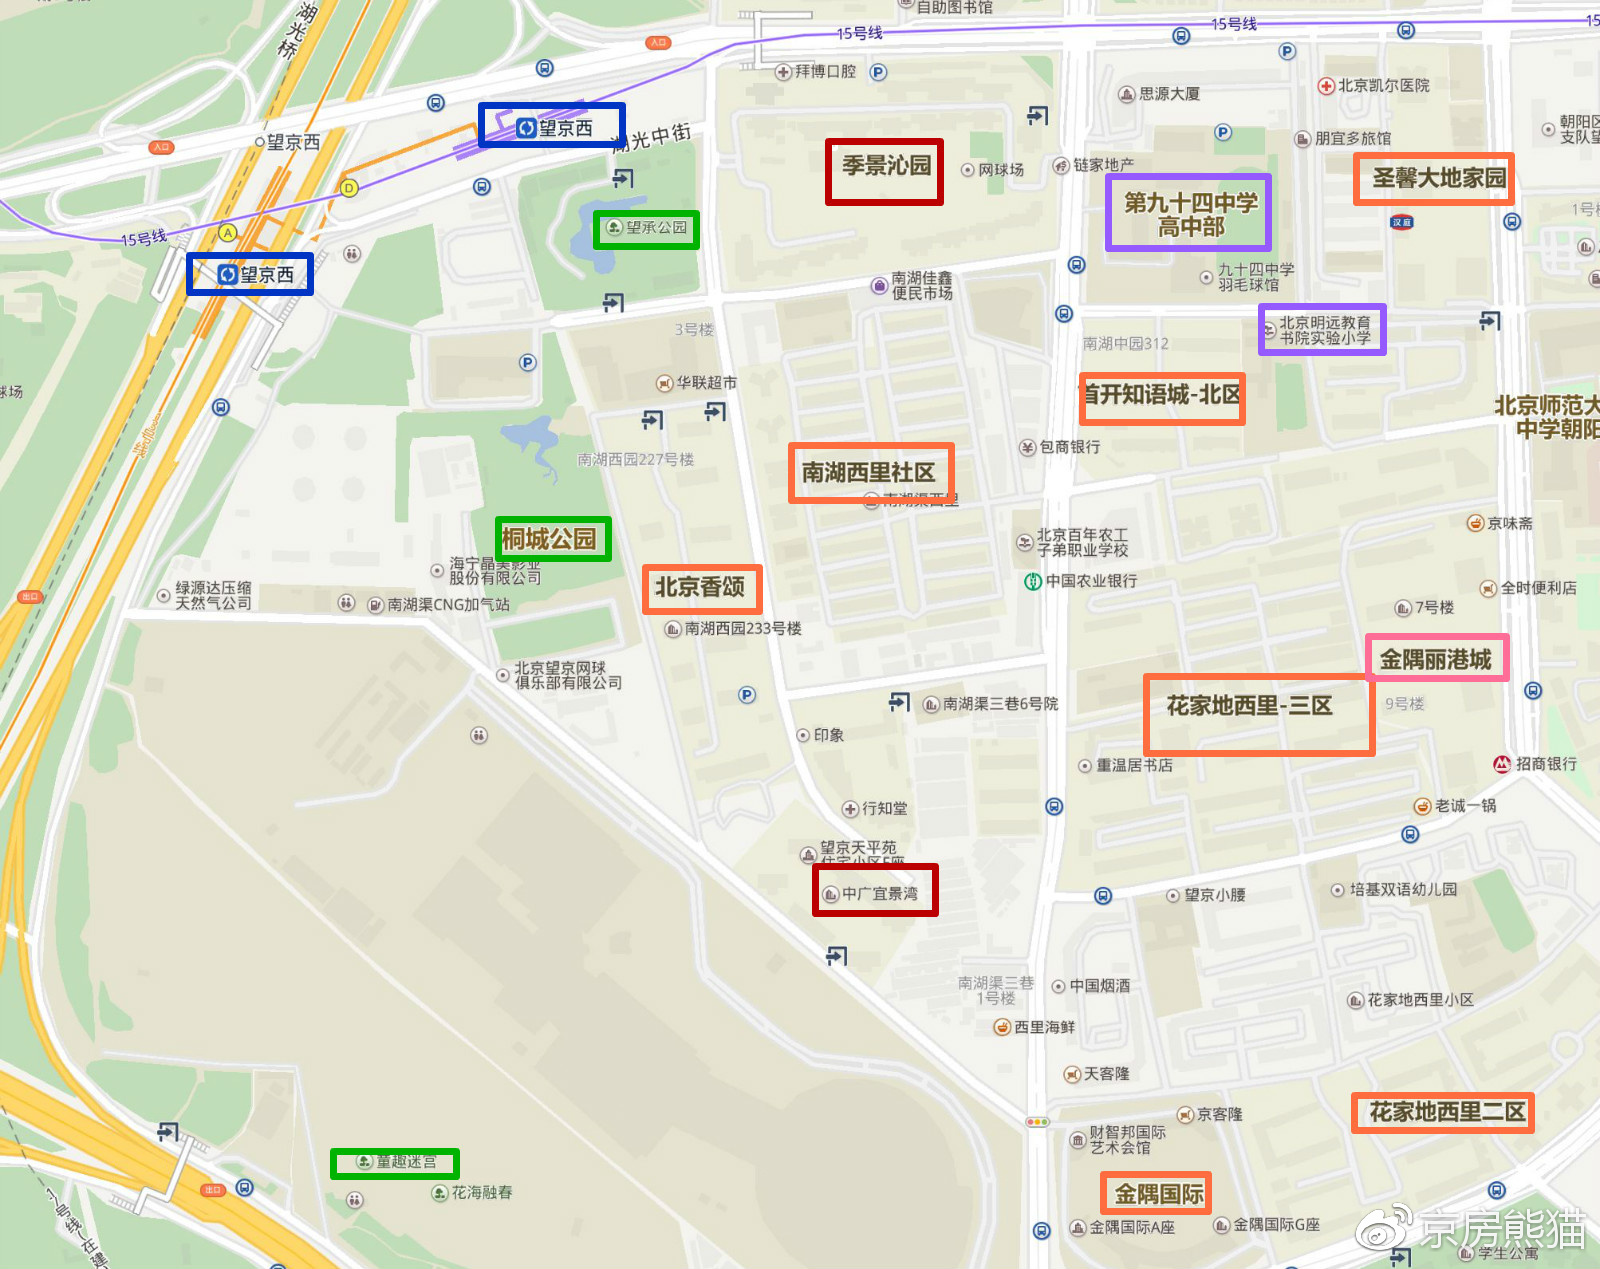 自助图书馆
湖光桥
15号线
15号线
入口
拜博口腔
P
P
北京凯尔医院
思源大厦
朝阳区
支队望
望京西
湖光中街
望京西
入口
P
朋宜多旅馆
季景沁园
网球场
链家地产
圣馨大地家园
D
第九十四中学
高中部
汉庭
1号
望承公园
15号线
A
望京西
南湖佳鑫
便民市场
九十四中学
羽毛球馆
3号楼
北京明远教育
书院实验小学
南湖中园312
P
华联超市
球场
首开知语城-北区
北京师范大
中学朝阳
机场
包商银行
南湖西园227号楼
南湖西里社区
南湖渠西里
京味斋
桐城公园
北京百年农工
子弟职业学校
海宁晶美影业
股份有限公司
中国农业银行
绿源达压缩
天然气公司
出口
北京香颂
全时便利店
南湖渠CNG加气站
7号楼
南湖西园233号楼
金隅丽港城
北京望京网球
俱乐部有限公司
P
南湖渠三巷6号院
花家地西里-三区
9号楼
印象
重温居书店
招商银行
行知堂
老诚一锅
望京天平苑
住宅小区F座
中广宜景湾
望京小腰
培基双语幼儿园
南湖渠三巷
1号楼
中国烟酒
花家地西里小区
西里海鲜
天客隆
京客隆
花家地西里二区
财智邦国际
艺术会馆
童趣迷宫
出口
花海融春
金隅国际
17号线(在建
金隅国际A座
金隅国际G座
京房熊猫
学生公寓